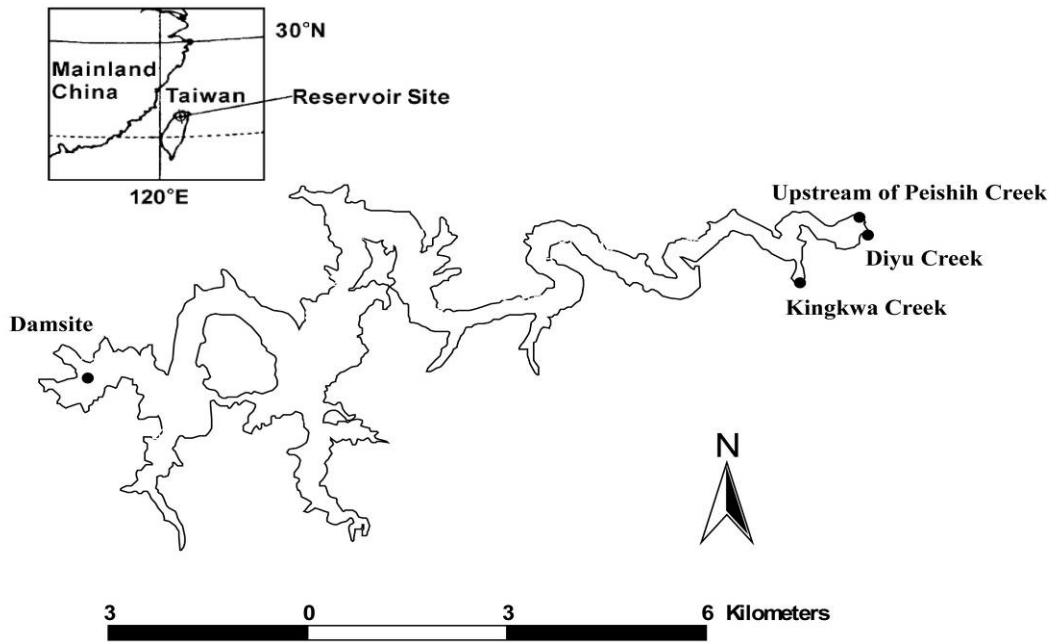 30°N
Mainland
China
Taiwan
Reservoir Site
120°E
Upstream of Peishih Creek
Diyu Creek
Kingkwa Creek
Damsite
N
3 0 3 6 Kilometers